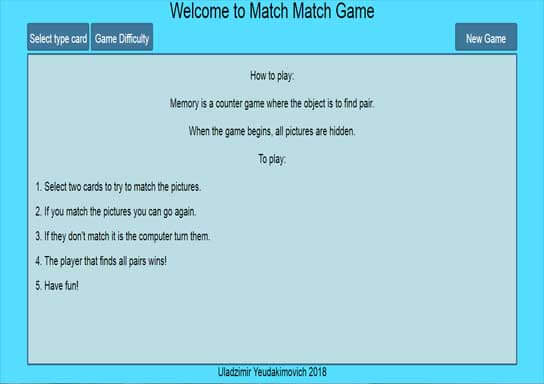 Welcome to Match Match Game
Select type card
Game Difficulty
New Game
How to play:
Memory is a counter game where the object is to find pair.
When the game begins, all pictures are hidden.
To play:
1. Select two cards to try to match the pictures.
2. If you match the pictures you can go again.
3. If they don't match it is the computer turn them.
4. The player that finds all pairs wins!
5. Have fun!
Uladzimir Yeudakimovich 2018